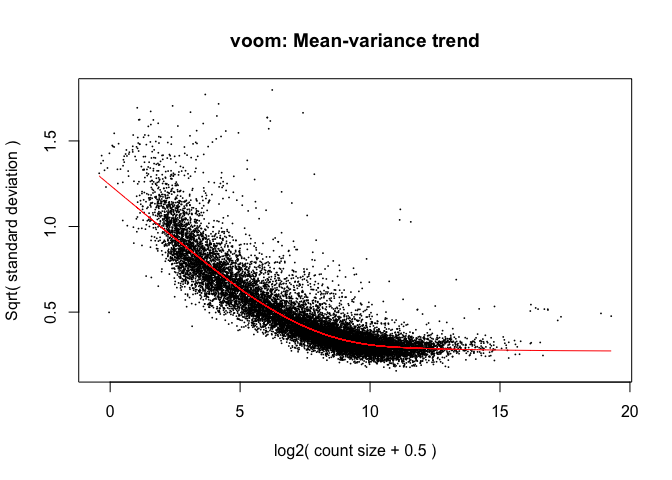 voom: Mean-variance trend
Sqrt( standard deviation )
1.5
1.0
0.5
0 5 10 15 20
log2( count size + 0.5 )